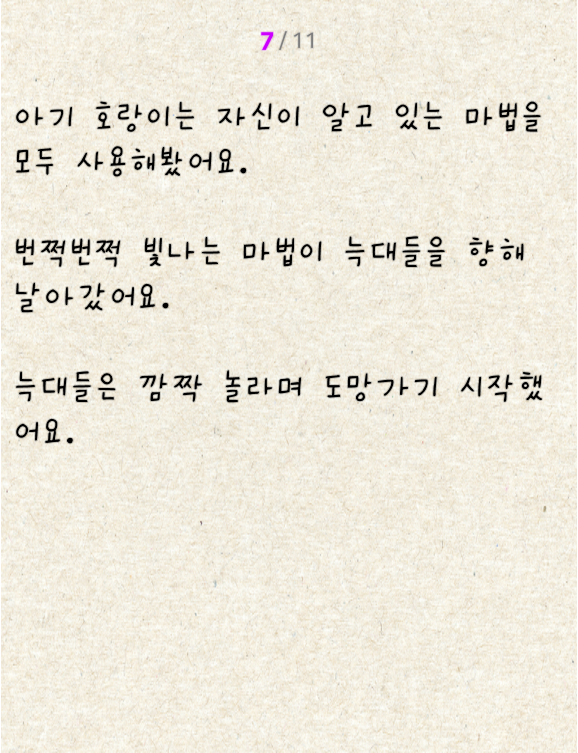 7 / 11
아기 호랑이는 자신이 알고 있는 마법을
모두 사용해봤어요.
번쩍번쩍 빛나는 마법이 늑대들을 향해
날아갔어요.
늑대들은 깜짝 놀라며 도망가기 시작했
어요.